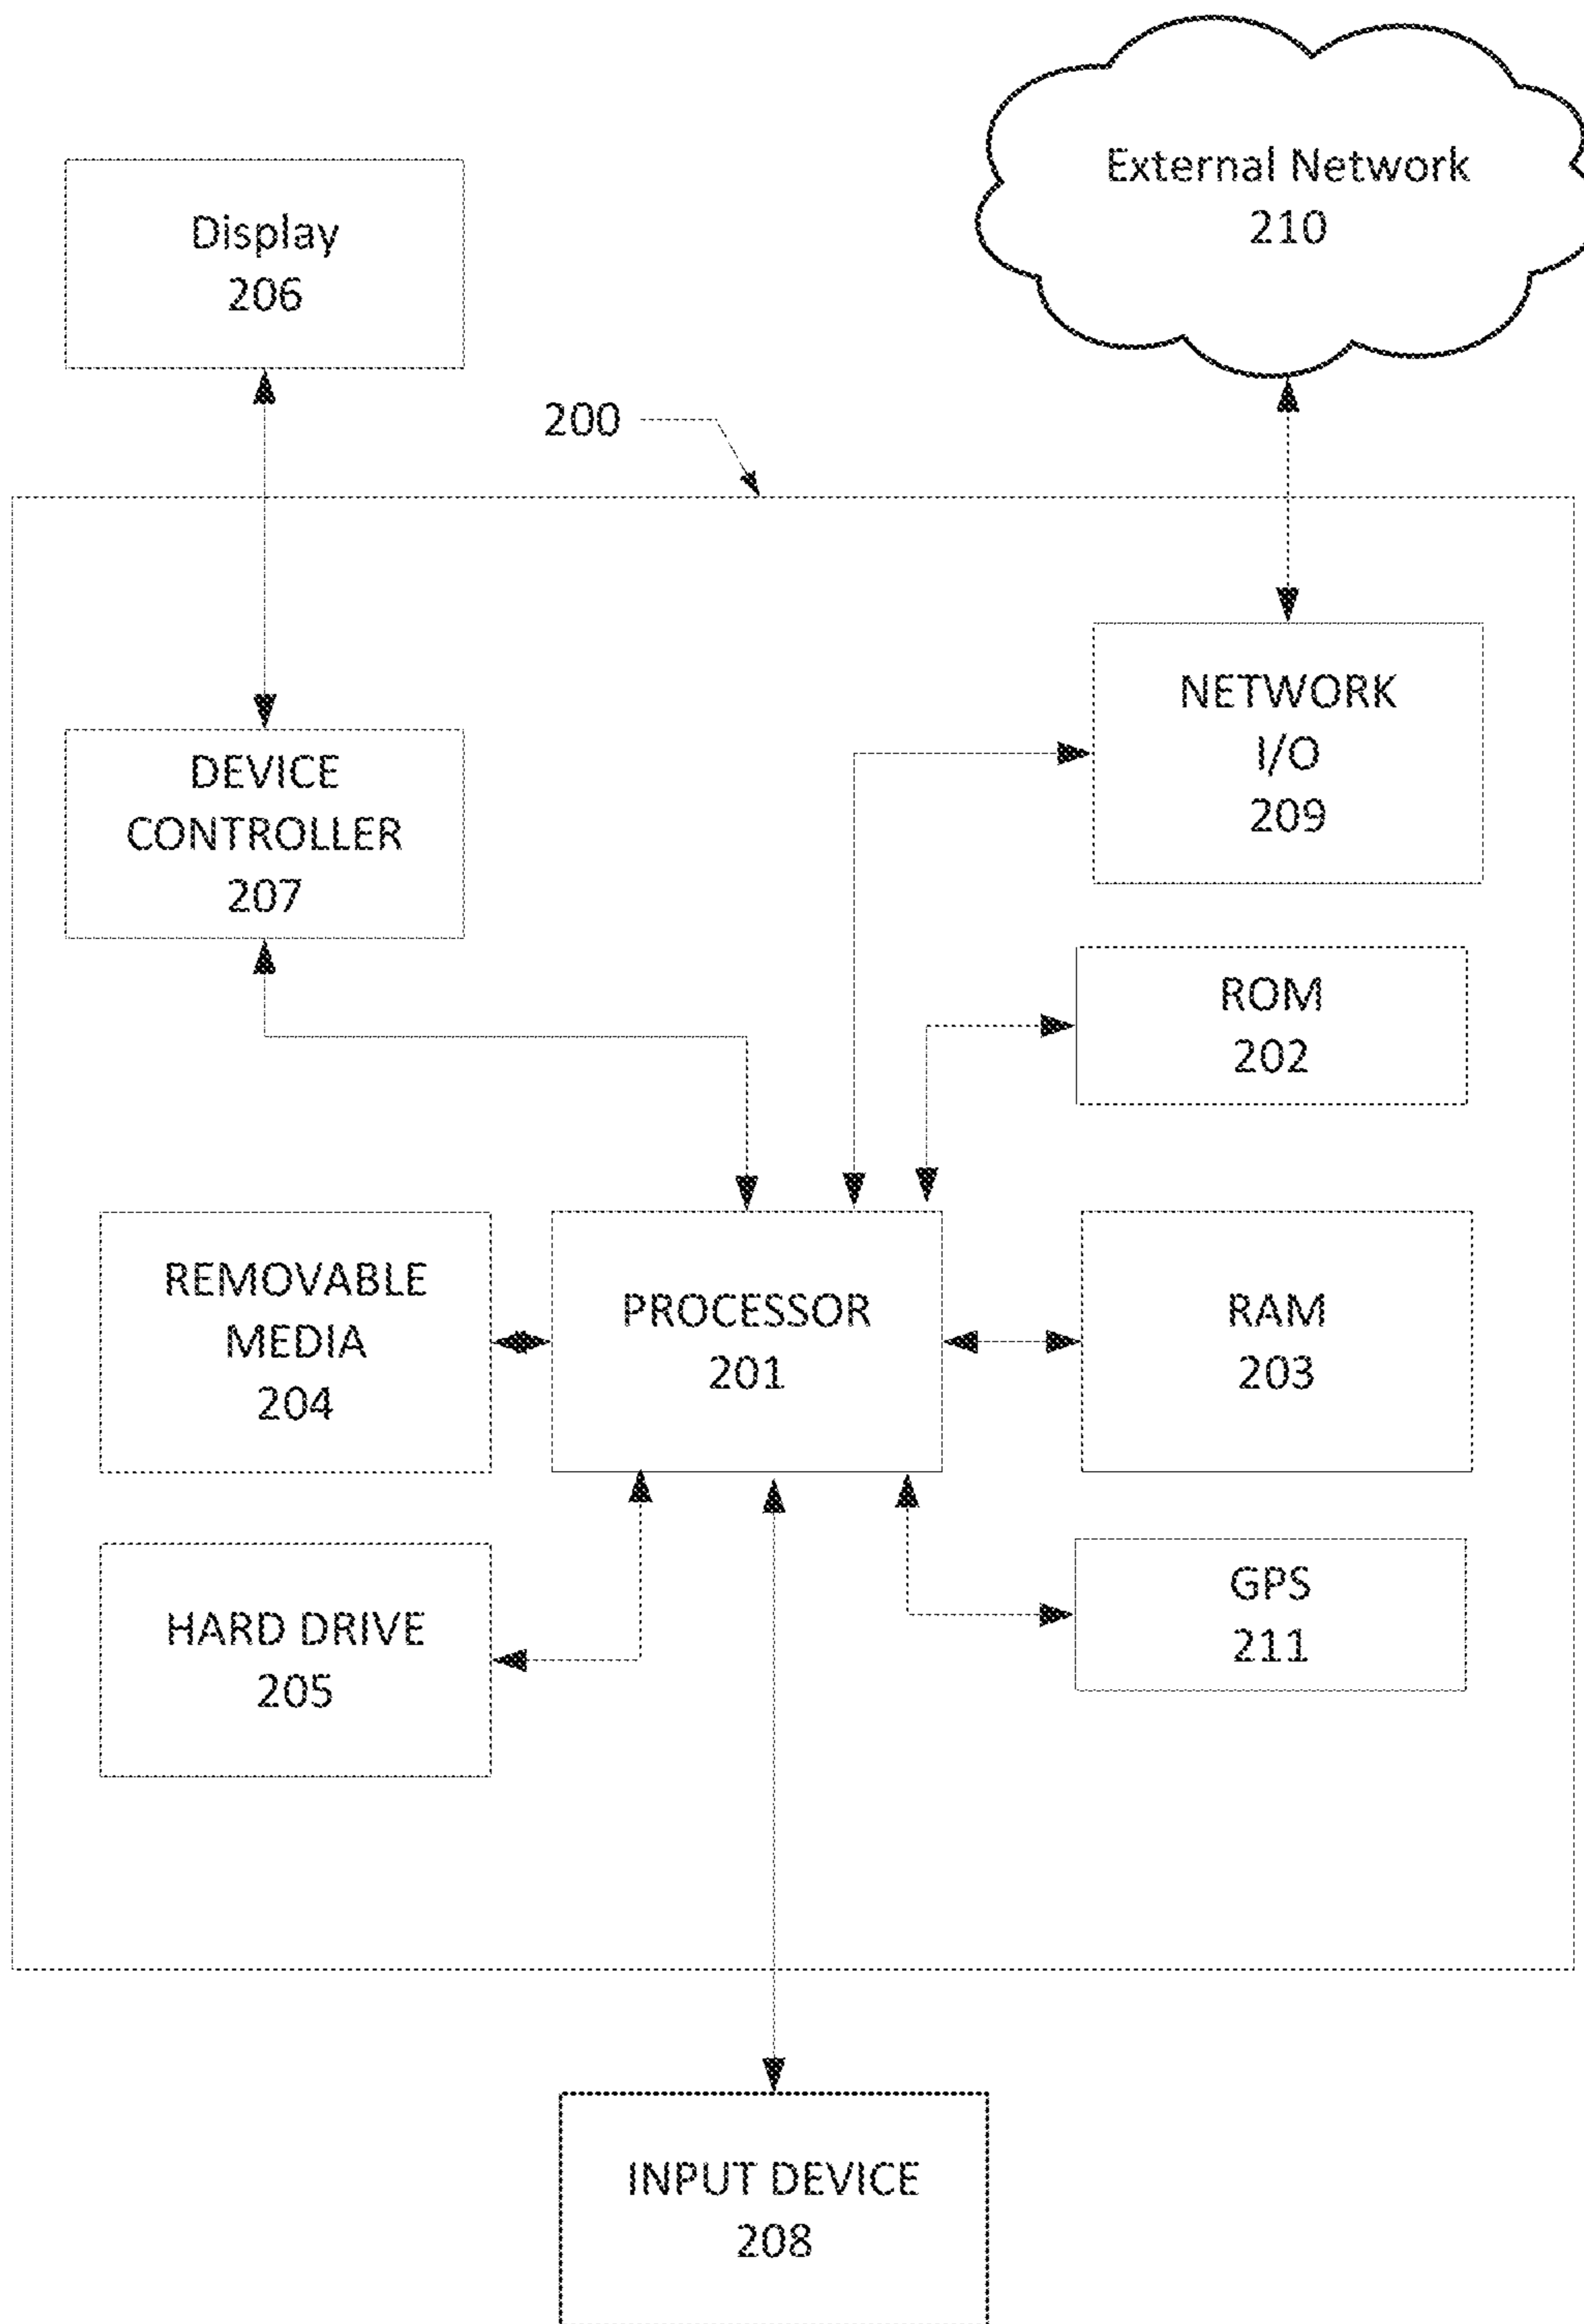 External Network
210
Display
206
200
NETWORK
I/O
209
DEVICE
CONTROLLER
207
ROM
202
REMOVABLE
MEDIA
204
PROCESSOR
201
RAM
203
HARD DRIVE
205
GPS
211
INPUT DEVICE
208